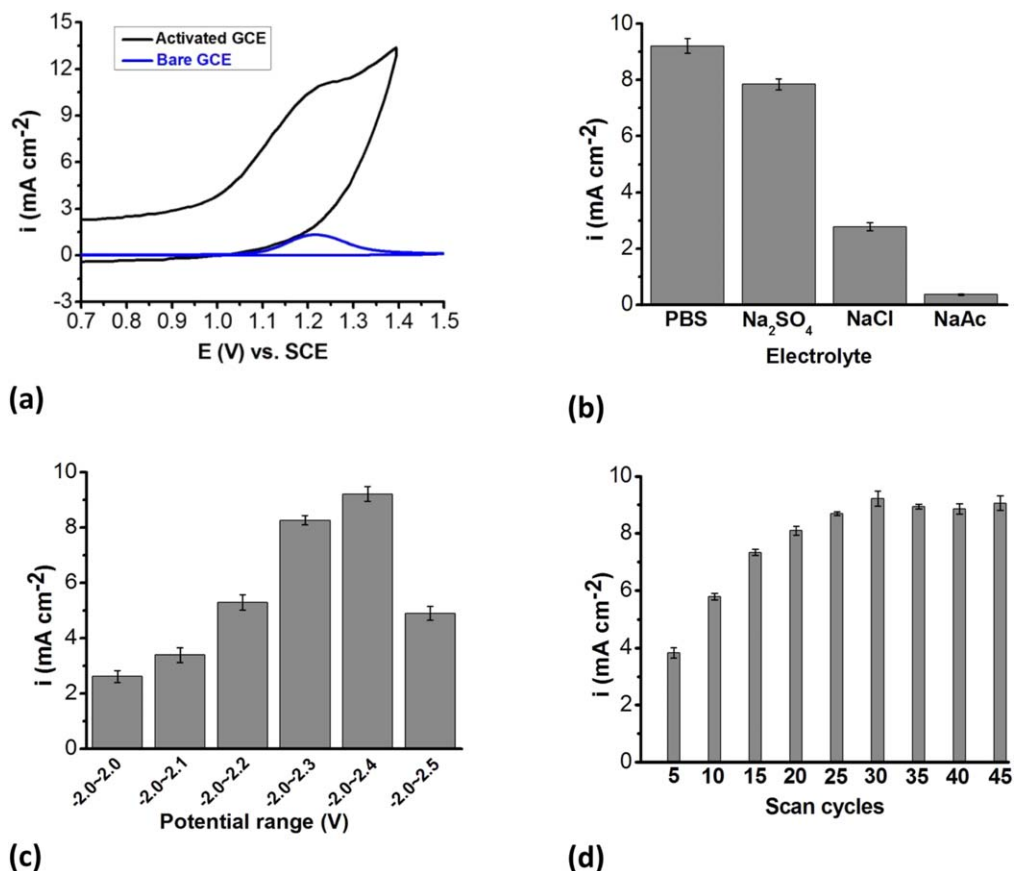 15
12
9
6
3
0
-3
i (mA cm-2)
Activated GCE
Bare GCE
0.7 0.8 0.9 1.0 1.1 1.2 1.3 1.4 1.5
E (V) vs. SCE
(a)
10
8
6
4
2
0
i (mA cm-2)
PBS Na2SO4 NaCl NaAc
Electrolyte
(b)
10
8
6
4
2
0
i (mA cm-2)
-2.0~2.0 -2.0~2.1 -2.0~2.2 -2.0~2.3 -2.0~2.4 -2.0~2.5
Potential range (V)
(c)
10
8
6
4
2
0
i (mA cm-2)
5 10 15 20 25 30 35 40 45
Scan cycles
(d)